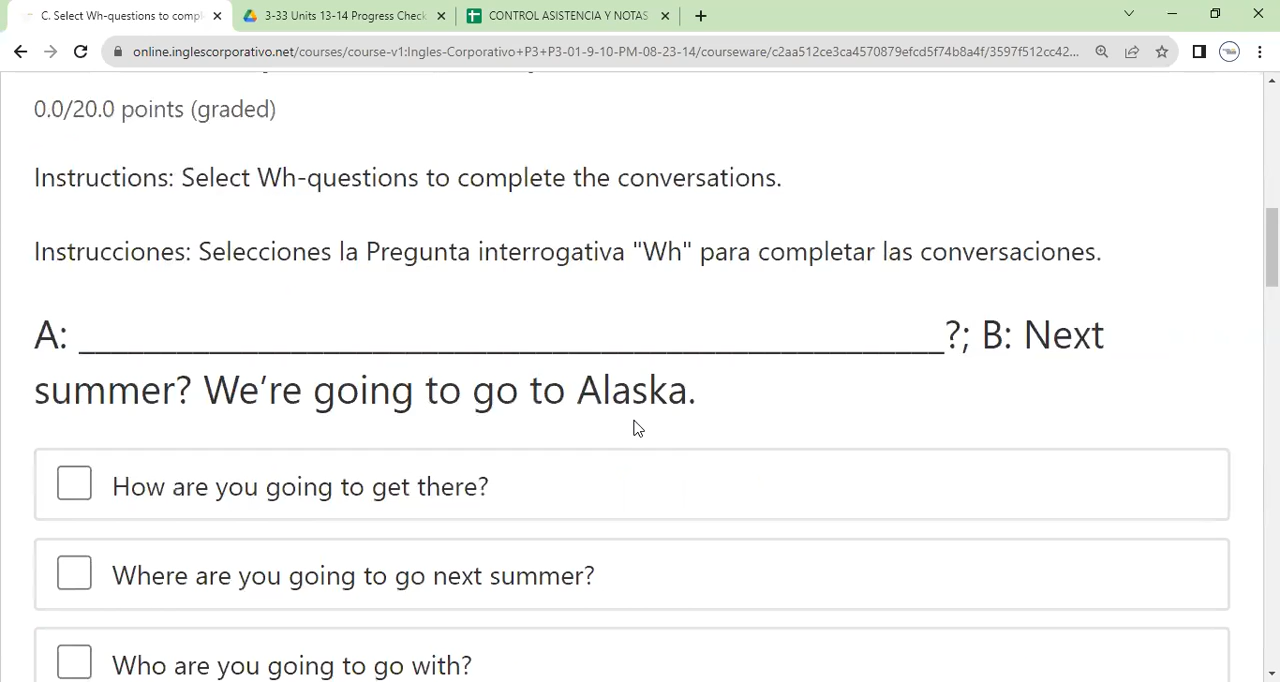 C. Select Wh-questions to compl
3-33 Units 13-14 Progress Check
CONTROL ASISTENCIA Y NOTAS
online.inglescorporativo.net/courses/course-v1:Ingles-Corporativo+P3+P3-01-9-10-PM-08-23-14/courseware/c2aa512ce3ca4570879efcd5f74b8a4f/3597f512cc42...
0.0/20.0 points (graded)
Instructions: Select Wh-questions to complete the conversations.
Instrucciones: Selecciones la Pregunta interrogativa "Wh" para completar las conversaciones.
A: ______________________________________________?; B: Next
summer? We’re going to go to Alaska.
How are you going to get there?
Where are you going to go next summer?
Who are you going to go with?